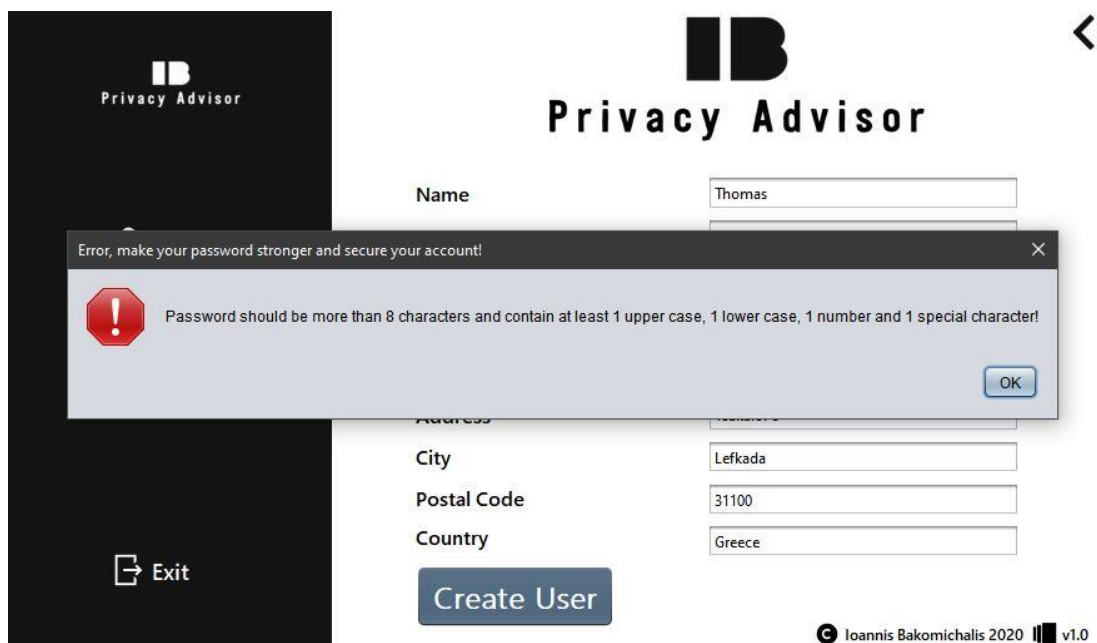 Privacy Advisor
Privacy Advisor
Name
Thomas
Error, make your password stronger and secure your account!
Password should be more than 8 characters and contain at least 1 upper case, 1 lower case, 1 number and 1 special character!
OK
Address
City
Lefkada
Postal Code
31100
Country
Greece
Exit
Create User
Ioannis Bakomichalis 2020
v1.0